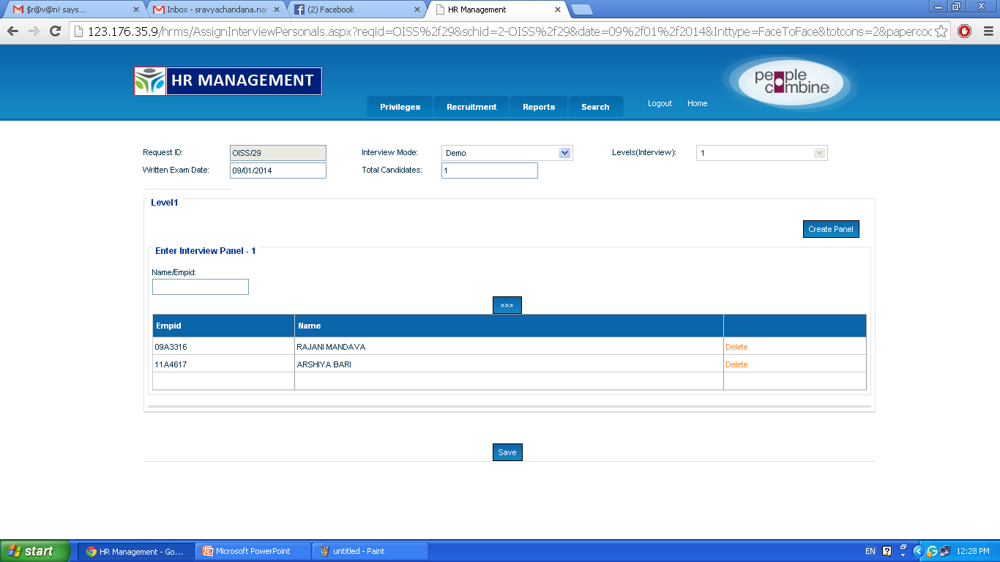 $r@v@n! says...
Inbox - sravyachandana.nar
(2) Facebook
HR Management
123.176.35.9/hrms/AssignInterviewPersonals.aspx?reqid=OISS%2f29&schid=2-OISS%2f29&date=09%2f01%2f2014&Inttype=FaceToFace&totcons=2&papercoc
HR MANAGEMENT
people combine
Privileges Recruitment Reports Search Logout Home
Request ID: OISS/29 Interview Mode: Demo Levels(Interview): 1
Written Exam Date: 09/01/2014 Total Candidates: 1
Level1
Create Panel
Enter Interview Panel - 1
Name/Empid:
>>>
Empid Name
09A3316 RAJANI MANDAVA Delete
11A4617 ARSHIYA BARI Delete
Save
start HR Management - Go... Microsoft PowerPoint untitled - Paint EN 12:28 PM